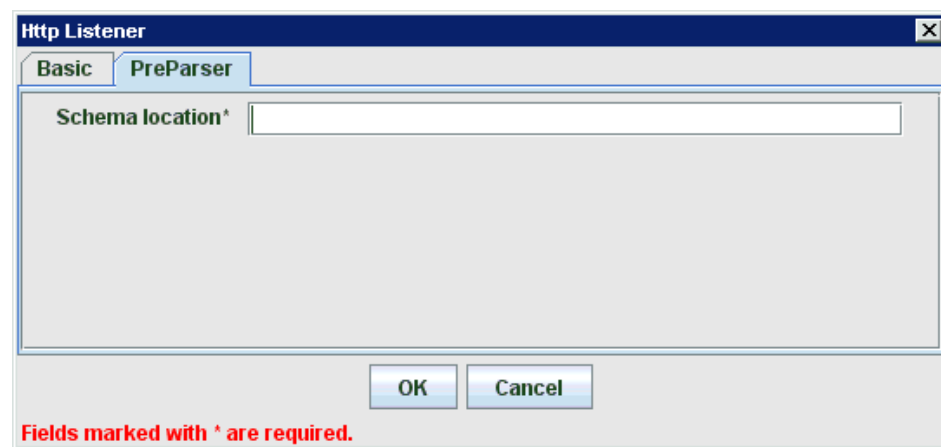 Http Listener
Basic PreParser
Schema location*
OK Cancel
Fields marked with * are required.